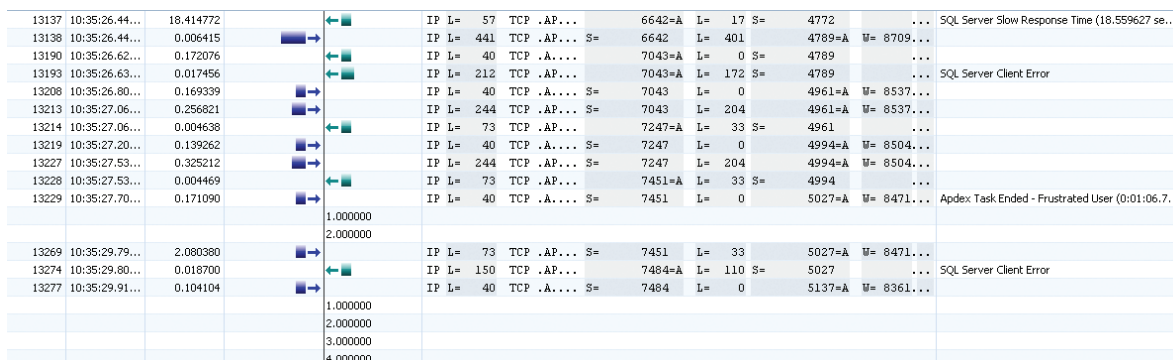 13137 10:35:26.44... 18.414772 IP L= 57 TCP .AP... 6642=A L= 17 S= 4772 ... SQL Server Slow Response Time (18.559627 se...
13138 10:35:26.44... 0.006415 IP L= 441 TCP .AP... S= 6642 L= 401 4789=A W= 8709...
13190 10:35:26.62... 0.172076 IP L= 40 TCP .A.... 7043=A L= 0 S= 4789 ...
13193 10:35:26.63... 0.017456 IP L= 212 TCP .AP... 7043=A L= 172 S= 4789 ... SQL Server Client Error
13208 10:35:26.80... 0.169339 IP L= 40 TCP .A.... S= 7043 L= 0 4961=A W= 8537...
13213 10:35:27.06... 0.256821 IP L= 244 TCP .AP... S= 7043 L= 204 4961=A W= 8537...
13214 10:35:27.06... 0.004638 IP L= 73 TCP .AP... 7247=A L= 33 S= 4961 ...
13219 10:35:27.20... 0.139262 IP L= 40 TCP .A.... S= 7247 L= 0 4994=A W= 8504...
13227 10:35:27.53... 0.325212 IP L= 244 TCP .AP... S= 7247 L= 204 4994=A W= 8504...
13228 10:35:27.53... 0.004469 IP L= 73 TCP .AP... 7451=A L= 33 S= 4994 ...
13229 10:35:27.70... 0.171090 IP L= 40 TCP .A.... S= 7451 L= 0 5027=A W= 8471... Apdex Task Ended - Frustrated User (0:01:06.7...
1.000000
2.000000
13269 10:35:29.79... 2.080380 IP L= 73 TCP .AP... S= 7451 L= 33 5027=A W= 8471...
13274 10:35:29.80... 0.018700 IP L= 150 TCP .AP... 7484=A L= 110 S= 5027 ... SQL Server Client Error
13277 10:35:29.91... 0.104104 IP L= 40 TCP .A.... S= 7484 L= 0 5137=A W= 8361...
1.000000
2.000000
3.000000
4.000000